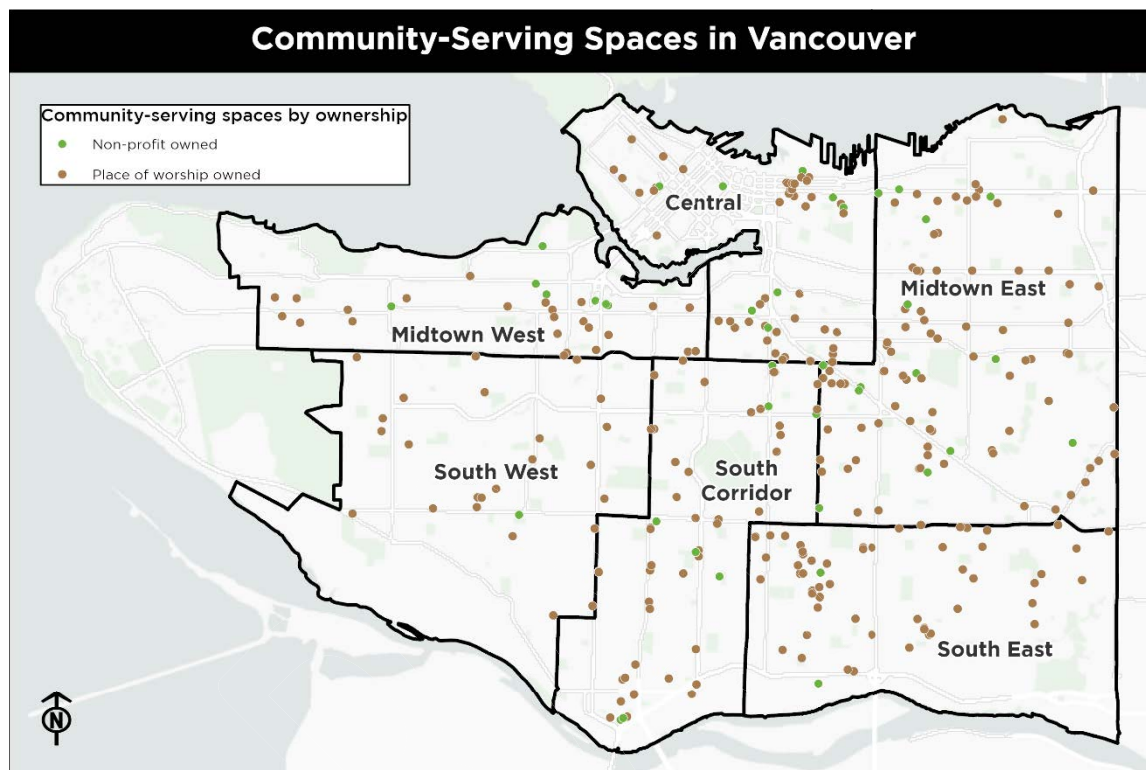 Community-Serving Spaces in Vancouver
Community-serving spaces by ownership
Non-profit owned
Place of worship owned
Central
Midtown East
Midtown West
South West
South
Corridor
South East
N